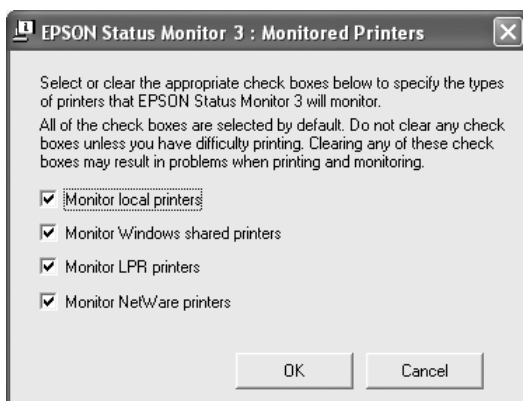 EPSON Status Monitor 3 : Monitored Printers
Select or clear the appropriate check boxes below to specify the types
of printers that EPSON Status Monitor 3 will monitor.
All of the check boxes are selected by default. Do not clear any check
boxes unless you have difficulty printing. Clearing any of these check
boxes may result in problems when printing and monitoring.
Monitor local printers
Monitor Windows shared printers
Monitor LPR printers
Monitor NetWare printers
OK
Cancel